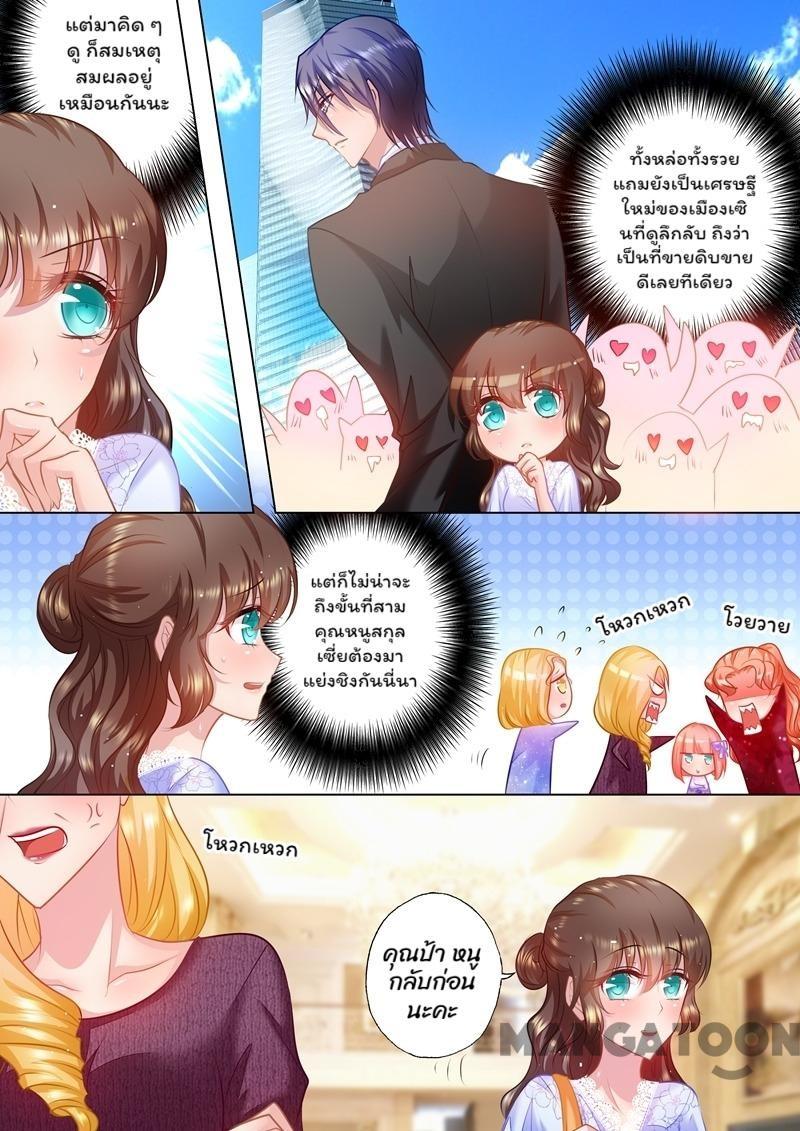 แต่มาคิด ๆ
ดู ก็สมเหตุ
สมผลอยู่
เหมือนกันนะ
ทั้งหล่อทั้งรวย
แถมยังเป็นเศรษฐี
ใหม่ของเมืองเซิน
ที่ดูลึกลับ ถึงว่า
เป็นที่ขายดิบขาย
ดีเลยทีเดียว
แต่ก็ไม่น่าจะ
ถึงขั้นที่สาม
คุณหนูสกุล
เซี่ยต้องมา
แย่งชิงกันนี่นา
โหวกเหวก
โวยวาย
โหวกเหวก
คุณป้า หนู
กลับก่อน
นะคะ
MANGATOON